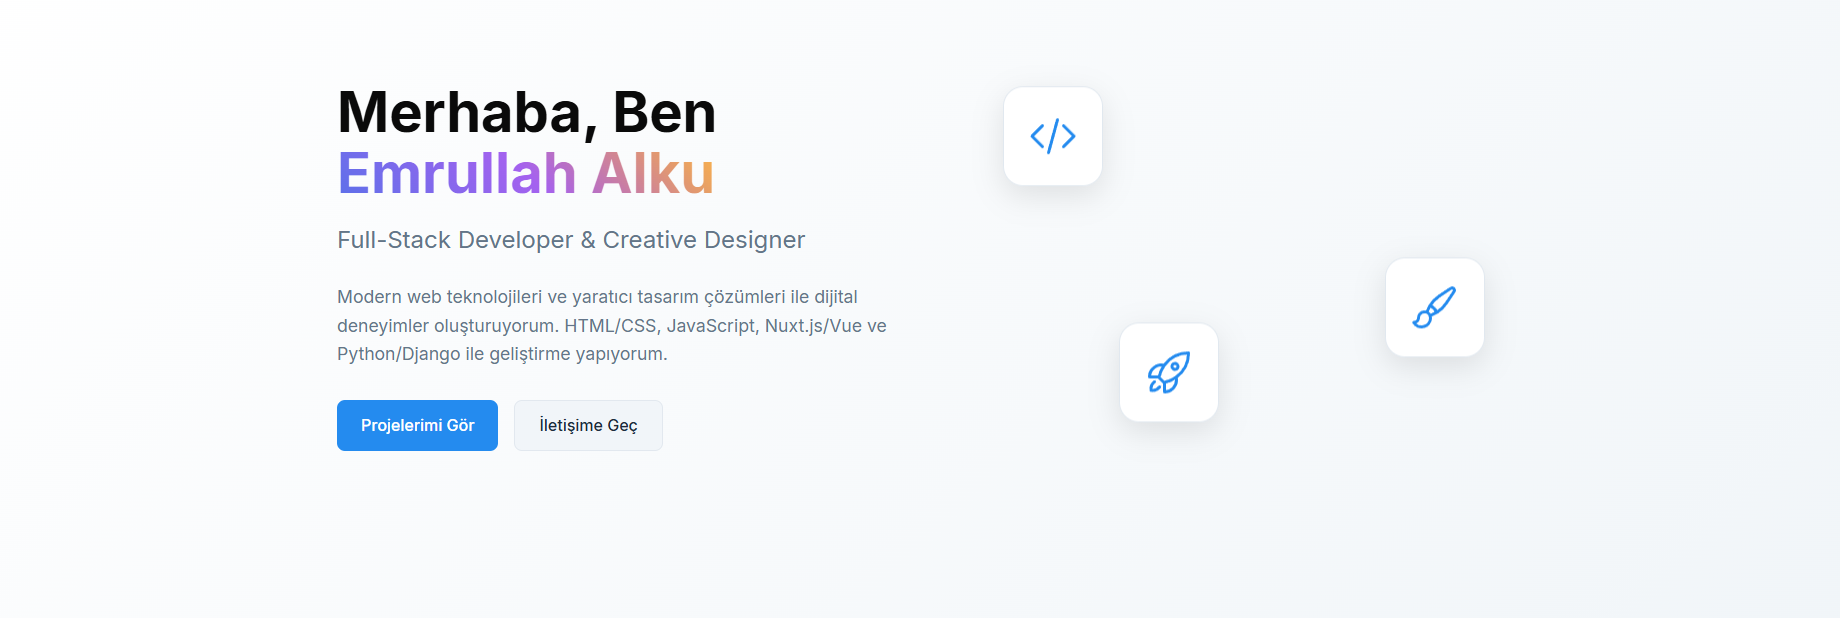 Merhaba, Ben
Emrullah Alku
Full-Stack Developer & Creative Designer
Modern web teknolojileri ve yaratıcı tasarım çözümleri ile dijital
deneyimler oluşturuyorum. HTML/CSS, JavaScript, Nuxt.js/Vue ve
Python/Django ile geliştirme yapıyorum.
Projelerimi Gör
İletişime Geç